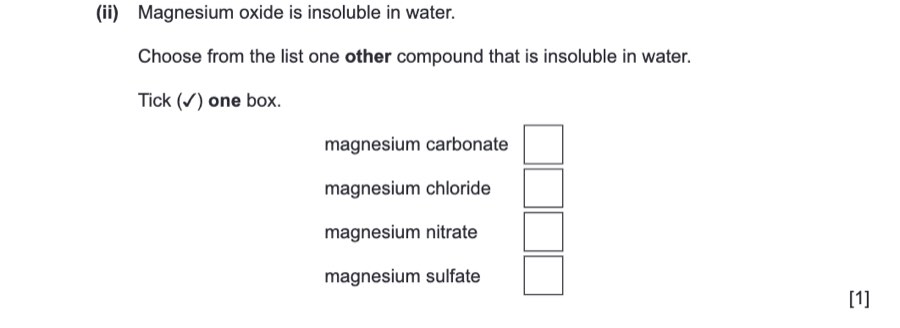 (ii) Magnesium oxide is insoluble in water.
Choose from the list one other compound that is insoluble in water.
Tick (✓) one box.
magnesium carbonate
magnesium chloride
magnesium nitrate
magnesium sulfate
[1]